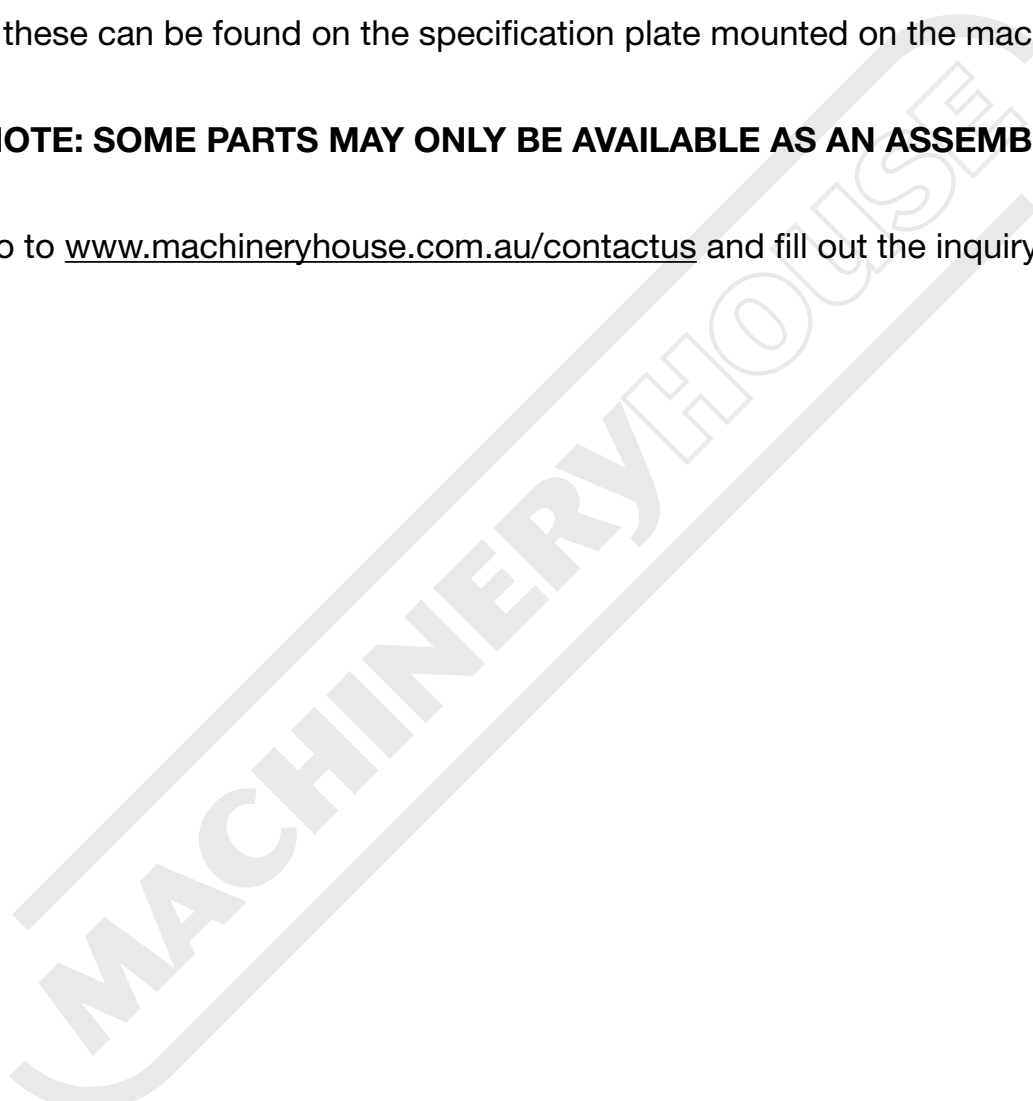 these can be found on the specification plate mounted on the mac
OTE: SOME PARTS MAY ONLY BE AVAILABLE AS AN ASSEMB
o to www.machineryhouse.com.au/contactus and fill out the inquiry
MACHINERYHOUSE